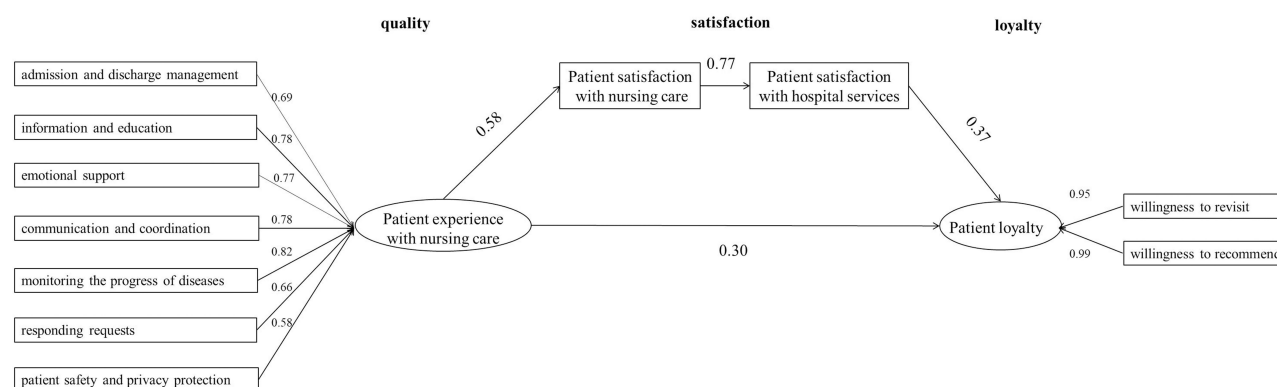 quality
satisfaction
loyalty
admission and discharge management
information and education
emotional support
communication and coordination
monitoring the progress of diseases
responding requests
patient safety and privacy protection
0.69
0.78
0.77
0.78
0.82
0.66
0.58
Patient experience
with nursing care
0.58
Patient satisfaction
with nursing care
0.77
Patient satisfaction
with hospital services
0.37
0.30
Patient loyalty
0.95
0.99
willingness to revisit
willingness to recommend